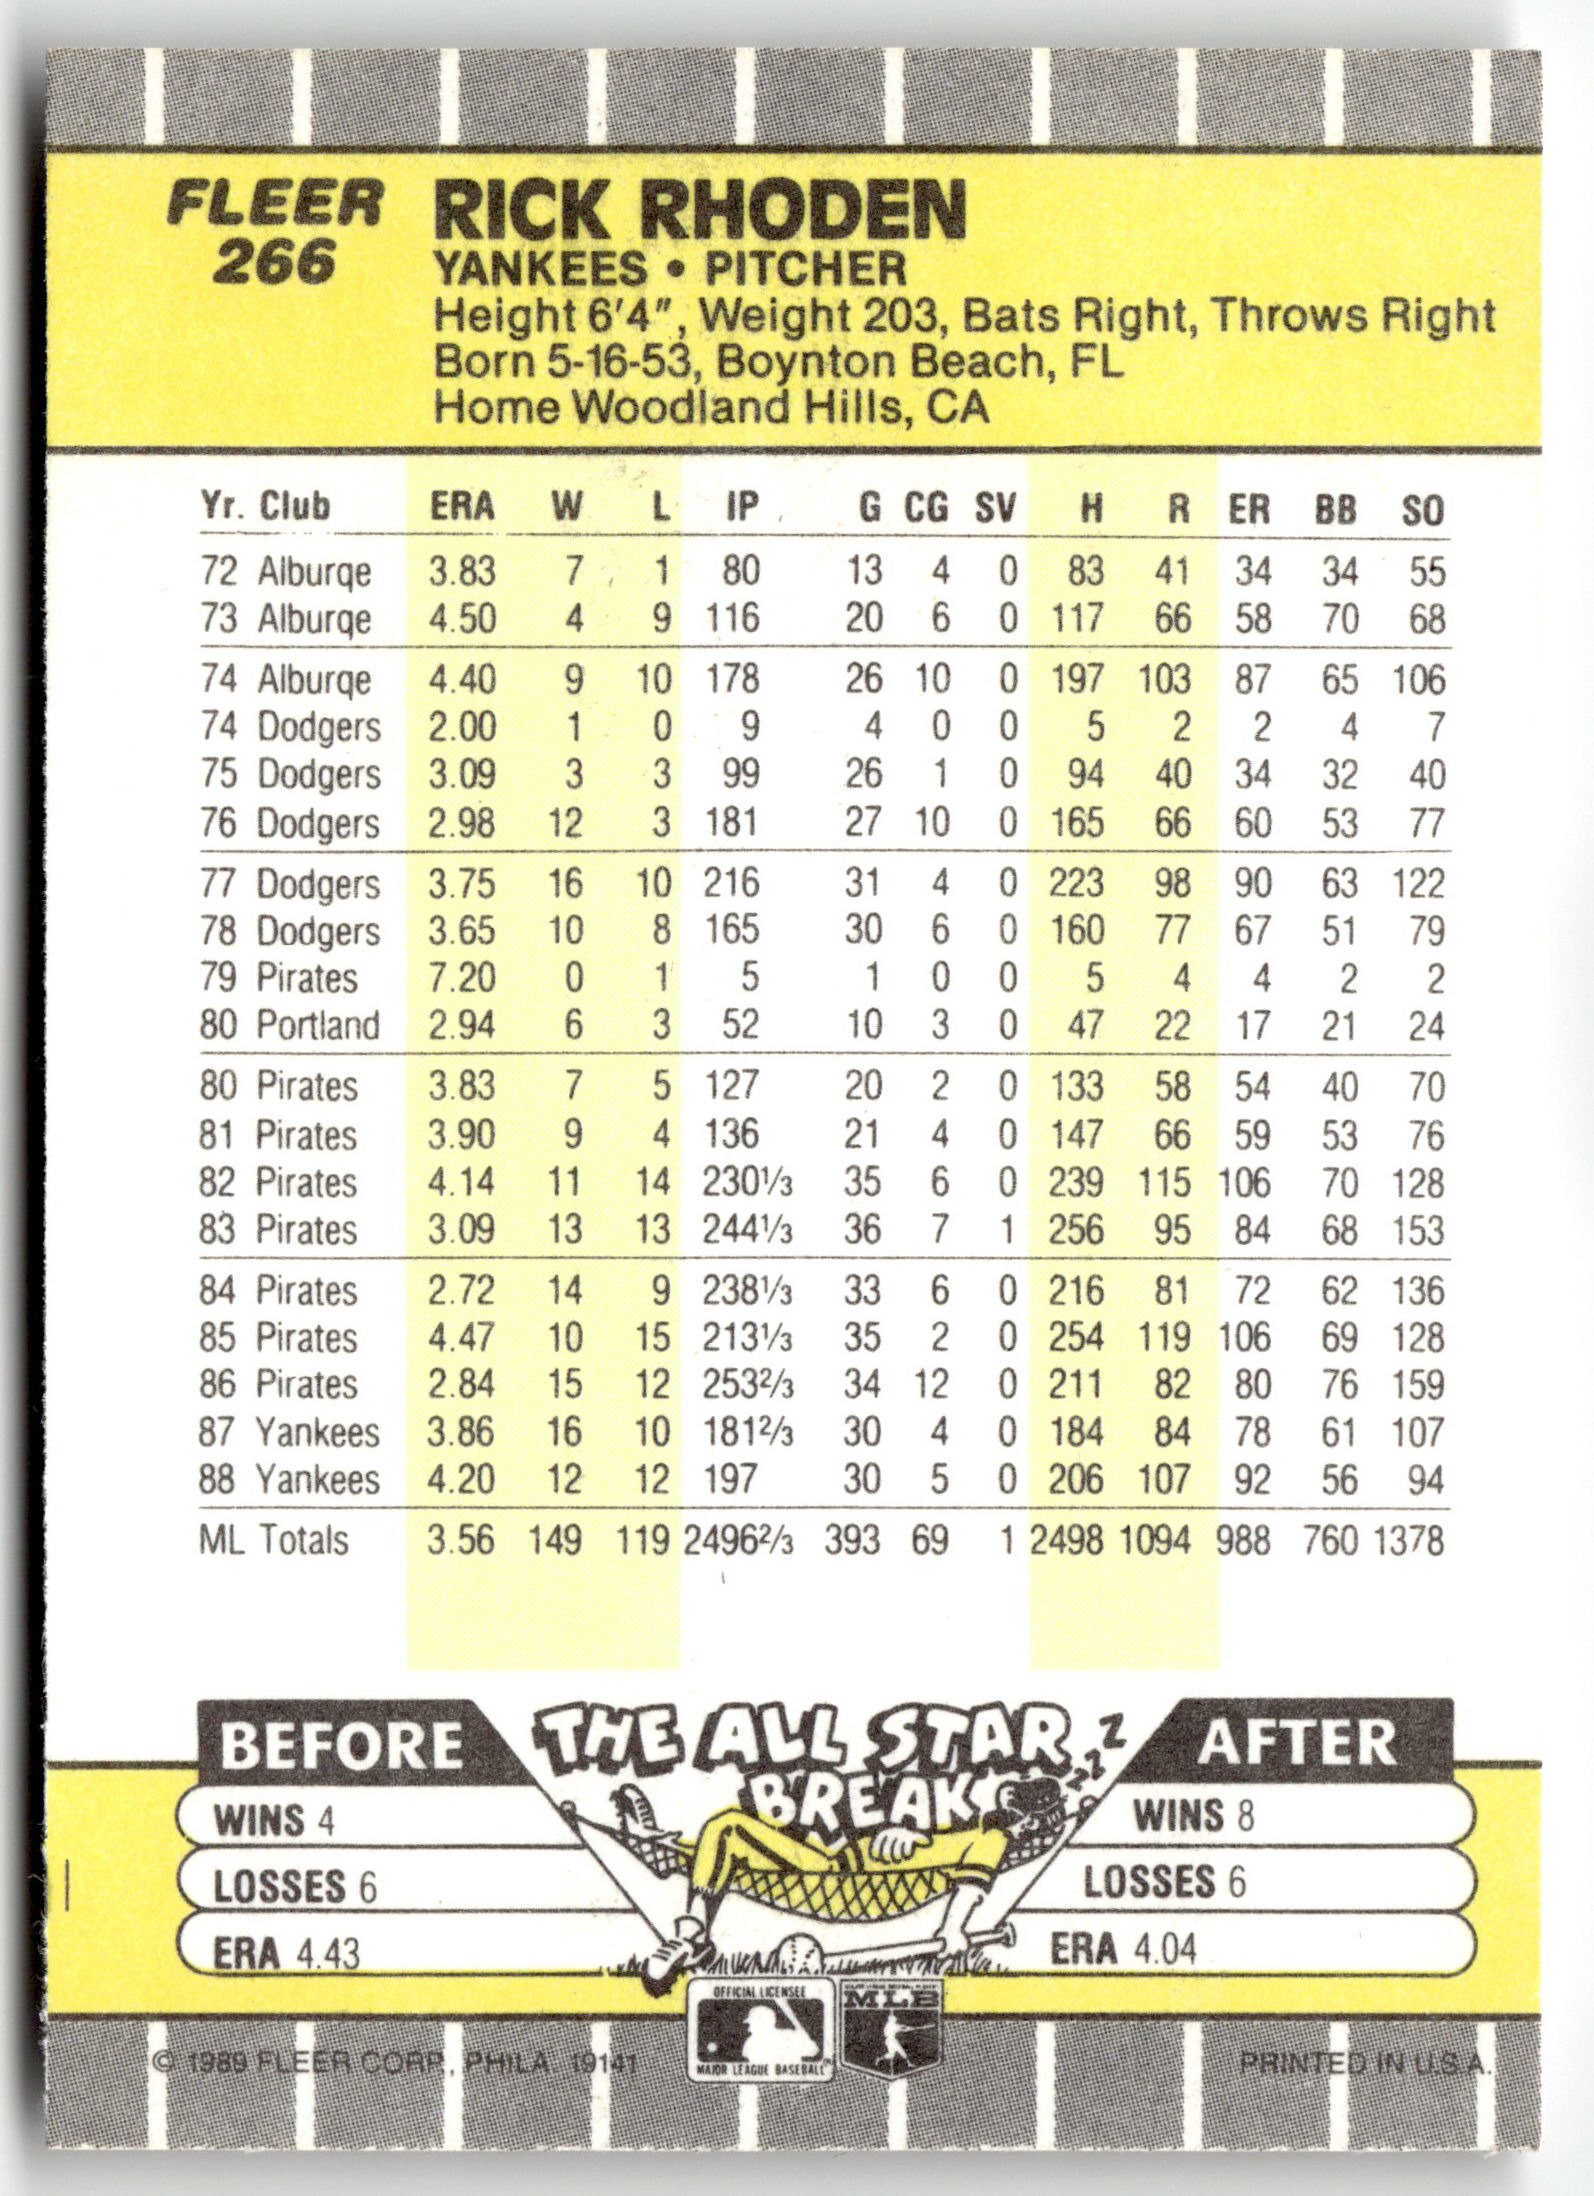 FLEER
266
RICK RHODEN
YANKEES • PITCHER
Height 6'4", Weight 203, Bats Right, Throws Right
Born 5-16-53, Boynton Beach, FL
Home Woodland Hills, CA
Yr. Club ERA W L IP G CG SV H R ER BB SO
72 Alburqe 3.83 7 1 80 13 4 0 83 41 34 34 55
73 Alburqe 4.50 4 9 116 20 6 0 117 66 58 70 68
74 Alburqe 4.40 9 10 178 26 10 0 197 103 87 65 106
74 Dodgers 2.00 1 0 9 4 0 0 5 2 2 4 7
75 Dodgers 3.09 3 3 99 26 1 0 94 40 34 32 40
76 Dodgers 2.98 12 3 181 27 10 0 165 66 60 53 77
77 Dodgers 3.75 16 10 216 31 4 0 223 98 90 63 122
78 Dodgers 3.65 10 8 165 30 6 0 160 77 67 51 79
79 Pirates 7.20 0 1 5 1 0 0 5 4 4 2 2
80 Portland 2.94 6 3 52 10 3 0 47 22 17 21 24
80 Pirates 3.83 7 5 127 20 2 0 133 58 54 40 70
81 Pirates 3.90 9 4 136 21 4 0 147 66 59 53 76
82 Pirates 4.14 11 14 230⅓ 35 6 0 239 115 106 70 128
83 Pirates 3.09 13 13 244⅓ 36 7 1 256 95 84 68 153
84 Pirates 2.72 14 9 238⅓ 33 6 0 216 81 72 62 136
85 Pirates 4.47 10 15 213⅓ 35 2 0 254 119 106 69 128
86 Pirates 2.84 15 12 253⅔ 34 12 0 211 82 80 76 159
87 Yankees 3.86 16 10 181⅔ 30 4 0 184 84 78 61 107
88 Yankees 4.20 12 12 197 30 5 0 206 107 92 56 94
ML Totals 3.56 149 119 2496⅔ 393 69 1 2498 1094 988 760 1378
BEFORE THE ALL STAR BREAK ZZZZ AFTER
WINS 4 WINS 8
LOSSES 6 LOSSES 6
ERA 4.43 ERA 4.04
OFFICIAL LICENSEE
MAJOR LEAGUE BASEBALL
MLB
© 1989 FLEER CORP., PHILA. 19141 PRINTED IN U.S.A.